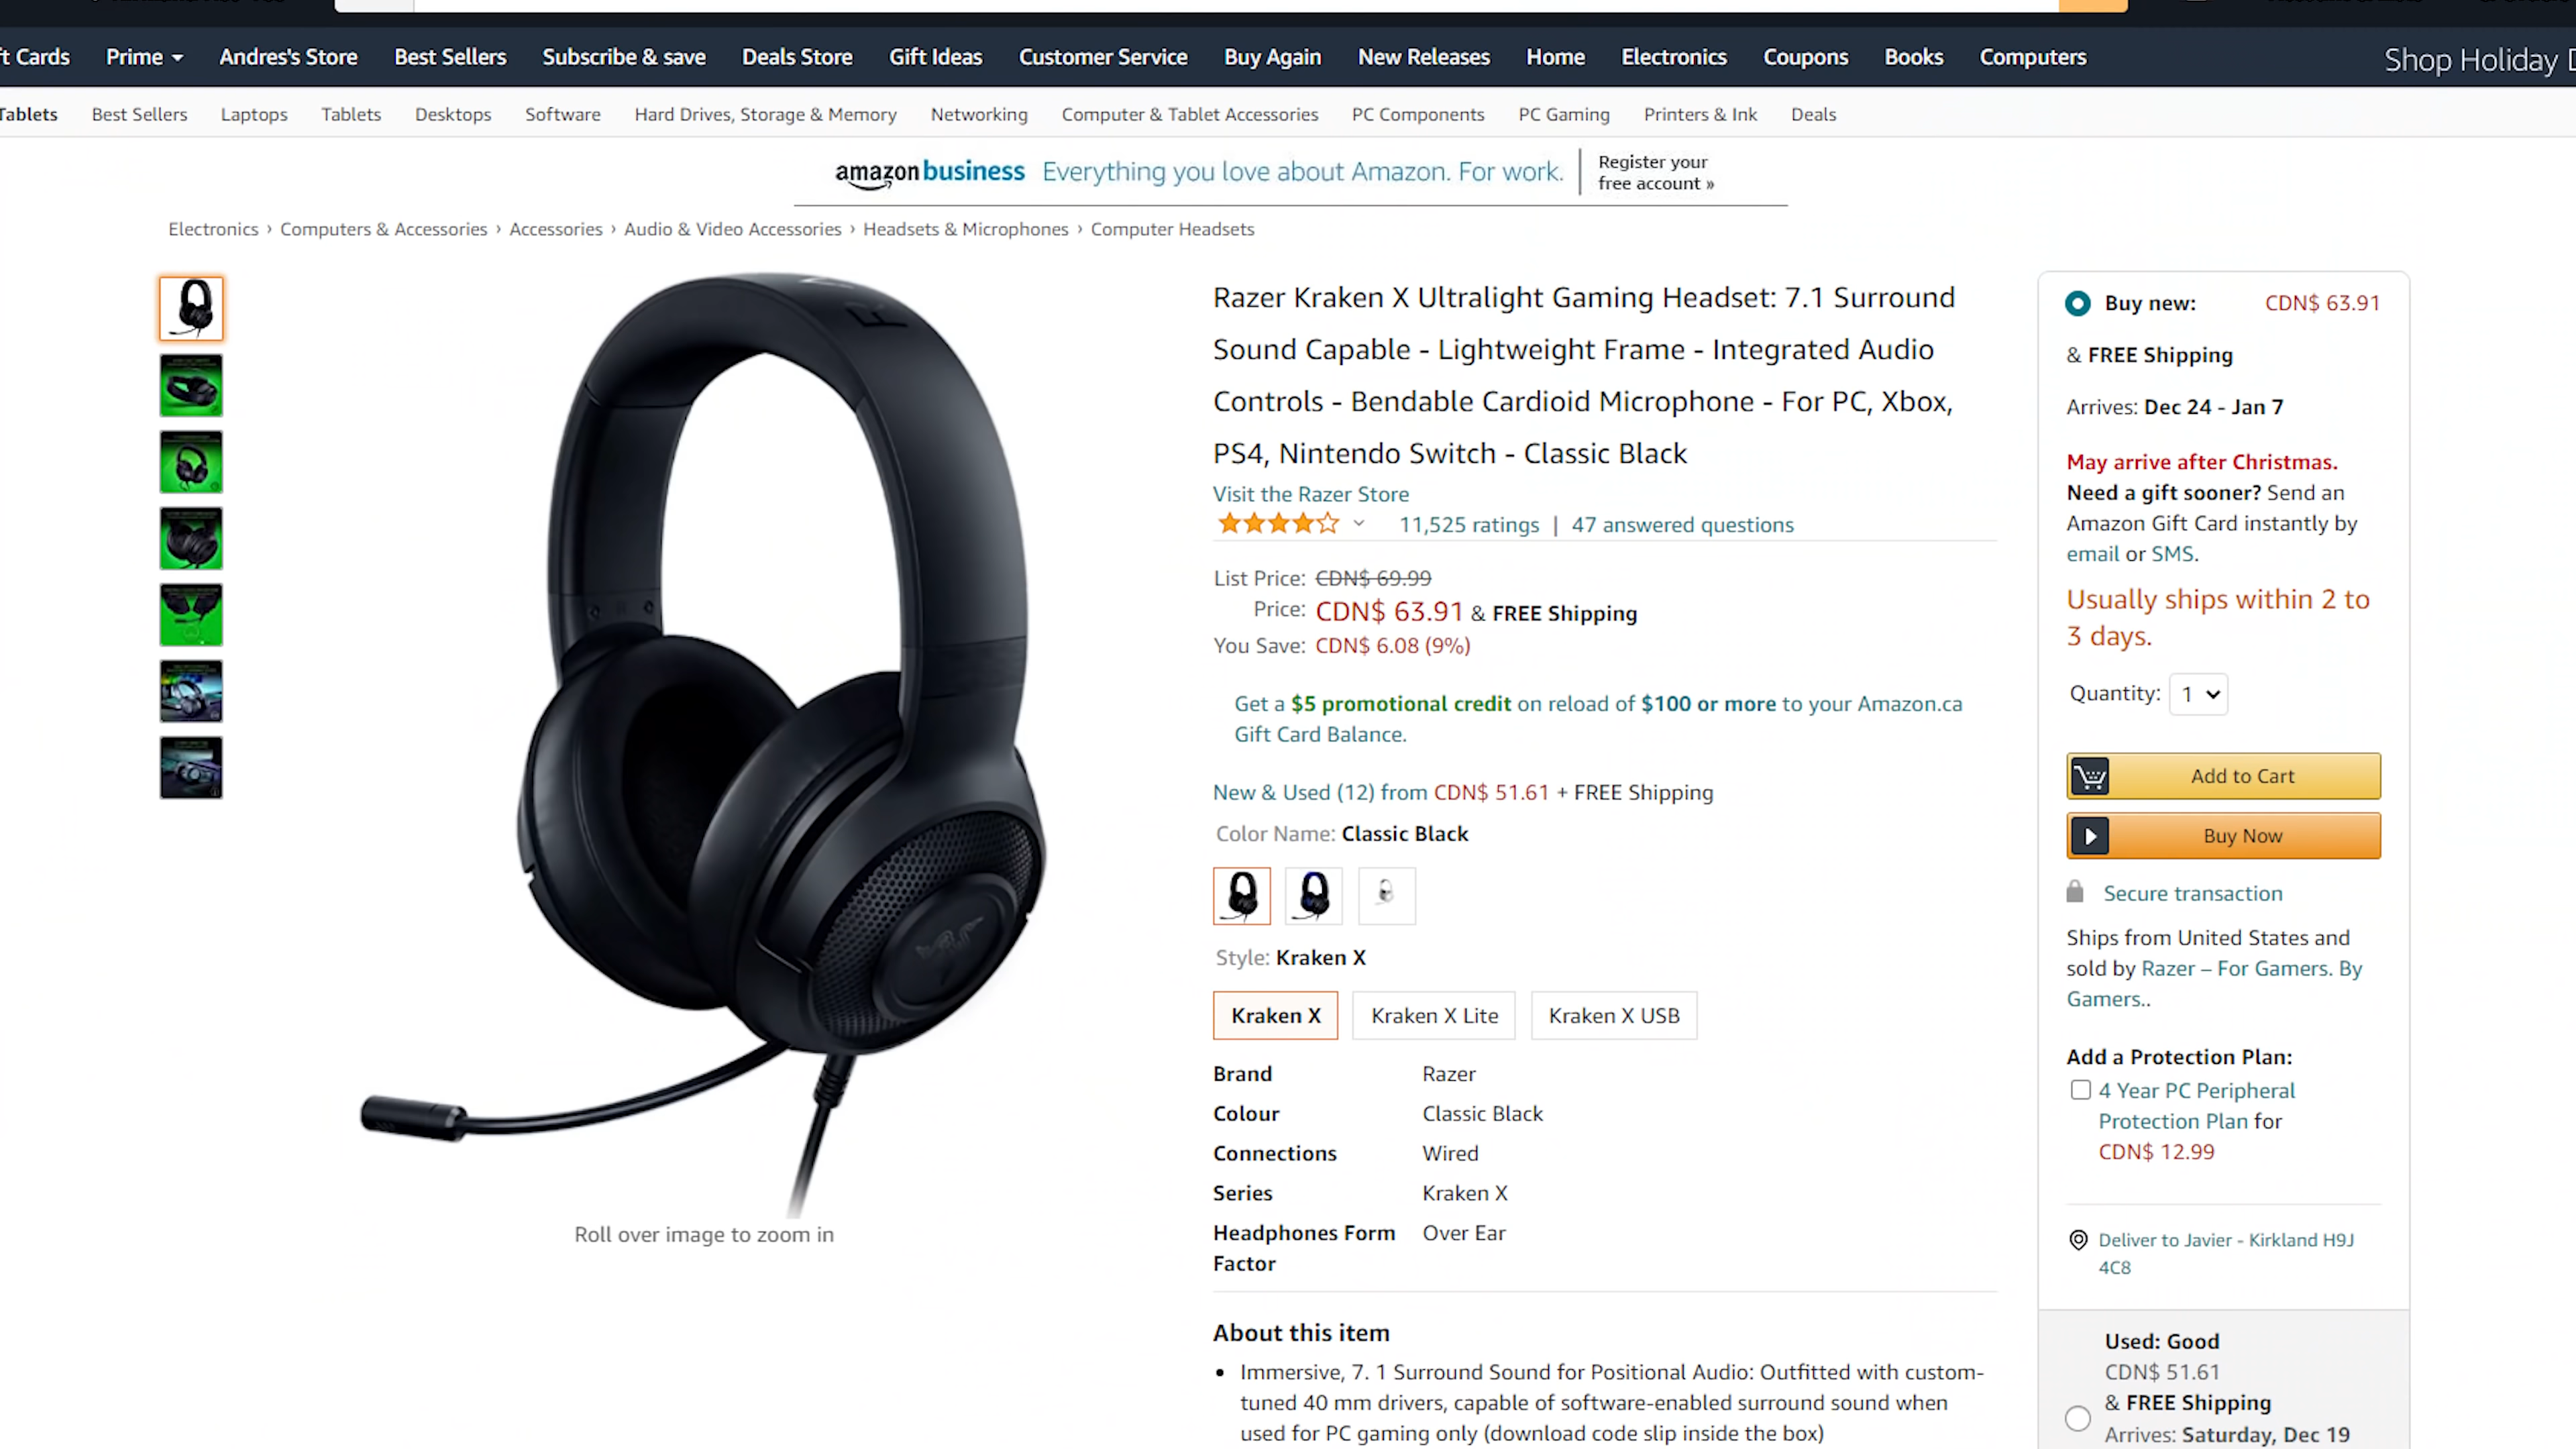 ft Cards Prime Andres's Store Best Sellers Subscribe & save Deals Store Gift Ideas Customer Service Buy Again New Releases Home Electronics Coupons Books Computers Shop Holiday
Tablets Best Sellers Laptops Tablets Desktops Software Hard Drives, Storage & Memory Networking Computer & Tablet Accessories PC Components PC Gaming Printers & Ink Deals
amazon business Everything you love about Amazon. For work. Register your
free account »
Electronics › Computers & Accessories › Accessories › Audio & Video Accessories › Headsets & Microphones › Computer Headsets
Roll over image to zoom in
Razer Kraken X Ultralight Gaming Headset: 7.1 Surround
Sound Capable - Lightweight Frame - Integrated Audio
Controls - Bendable Cardioid Microphone - For PC, Xbox,
PS4, Nintendo Switch - Classic Black
Visit the Razer Store
11,525 ratings | 47 answered questions
List Price: CDN$ 69.99
Price: CDN$ 63.91 & FREE Shipping
You Save: CDN$ 6.08 (9%)
Get a $5 promotional credit on reload of $100 or more to your Amazon.ca
Gift Card Balance.
New & Used (12) from CDN$ 51.61 + FREE Shipping
Color Name: Classic Black
Style: Kraken X
Kraken X Kraken X Lite Kraken X USB
Brand Razer
Colour Classic Black
Connections Wired
Series Kraken X
Headphones Form Over Ear
Factor
About this item
• Immersive, 7. 1 Surround Sound for Positional Audio: Outfitted with custom-
tuned 40 mm drivers, capable of software-enabled surround sound when
used for PC gaming only (download code slip inside the box)
Buy new: CDN$ 63.91
& FREE Shipping
Arrives: Dec 24 - Jan 7
May arrive after Christmas.
Need a gift sooner? Send an
Amazon Gift Card instantly by
email or SMS.
Usually ships within 2 to
3 days.
Quantity: 1
Add to Cart
Buy Now
Secure transaction
Ships from United States and
sold by Razer – For Gamers. By
Gamers..
Add a Protection Plan:
4 Year PC Peripheral
Protection Plan for
CDN$ 12.99
Deliver to Javier - Kirkland H9J
4C8
Used: Good
CDN$ 51.61
& FREE Shipping
Arrives: Saturday, Dec 19